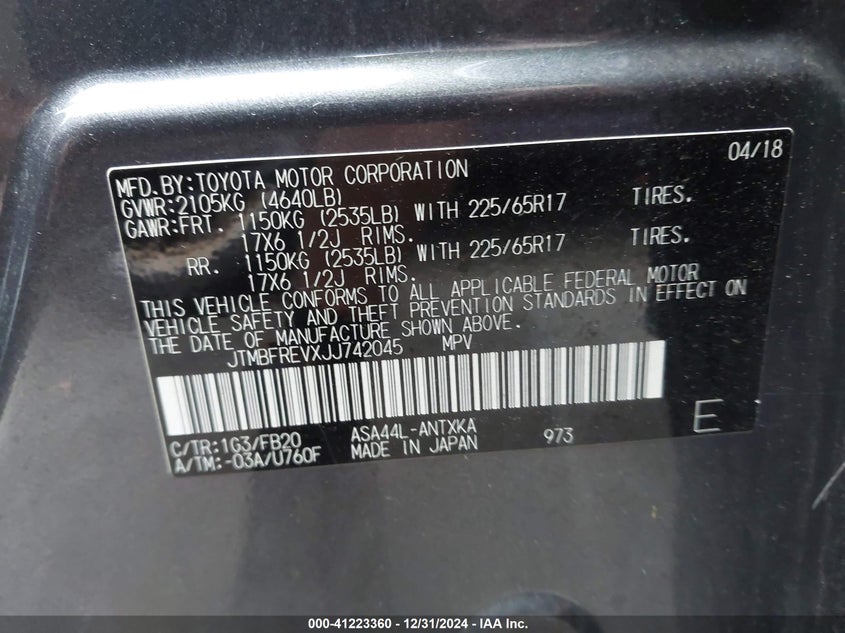 04/18
MFD.BY:TOYOTA MOTOR CORPORATION
GVWR:2105KG (4640LB)
GAWR:FRT. 1150KG (2535LB) WITH 225/65R17 TIRES.
17X6 1/2J RIMS.
RR. 1150KG (2535LB) WITH 225/65R17 TIRES.
17X6 1/2J RIMS.
THIS VEHICLE CONFORMS TO ALL APPLICABLE FEDERAL MOTOR
VEHICLE SAFETY AND THEFT PREVENTION STANDARDS IN EFFECT ON
THE DATE OF MANUFACTURE SHOWN ABOVE.
JTMBFREVXJJ742045 MPV
C/TR:1G3/FB20 ASA44L-ANTXKA 973 E
A/TM:-03A/U760F MADE IN JAPAN
000-41223360 - 12/31/2024 - IAA Inc.